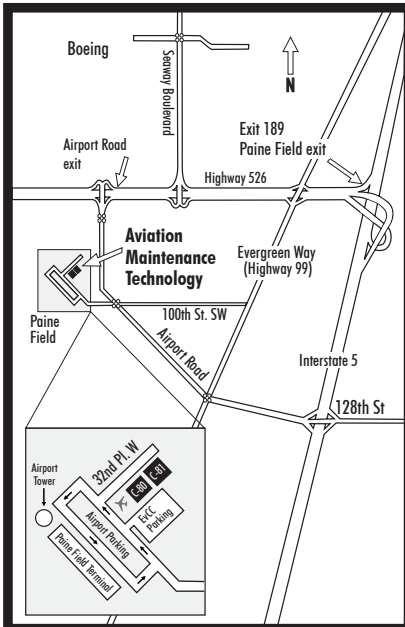 Boeing
Seaway Boulevard
N
Airport Road
exit
Exit 189
Paine Field exit
Highway 526
Aviation
Maintenance
Technology
Evergreen Way
(Highway 99)
Paine
Field
100th St. SW
Airport Road
Interstate 5
128th St
32nd Pl. W
Airport
Tower
C-80
C-81
EvCC
Parking
Airport Parking
Paine Field Terminal